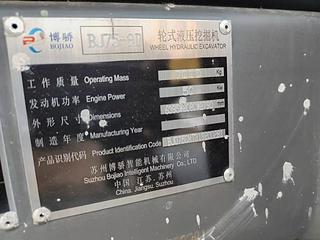 博骄
BOJIAO
BJ75-9D
轮式液压挖掘机
WHEEL HYDRAULIC EXCAVATOR
工作质量 Operating Mass Kg
发动机功率 Engine Power
外形尺寸 Dimensions
制造年度 Manufacturing Year
产品识别代码 Product Identification Code
苏州博骄智能机械有限公司
Suzhou Bojiao Intelligent Machinery Co., LTD
中国 江苏 苏州
China, Jiangsu, Suzhou